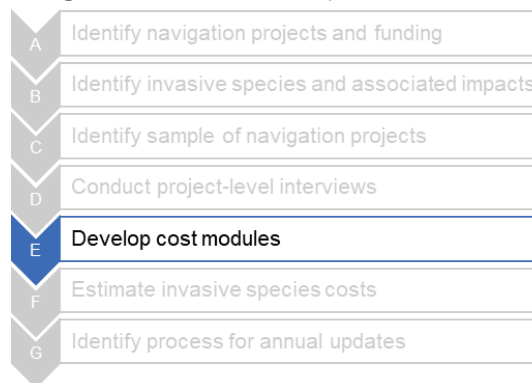 A Identify navigation projects and funding
B Identify invasive species and associated impacts
C Identify sample of navigation projects
D Conduct project-level interviews
E Develop cost modules
F Estimate invasive species costs
G Identify process for annual updates